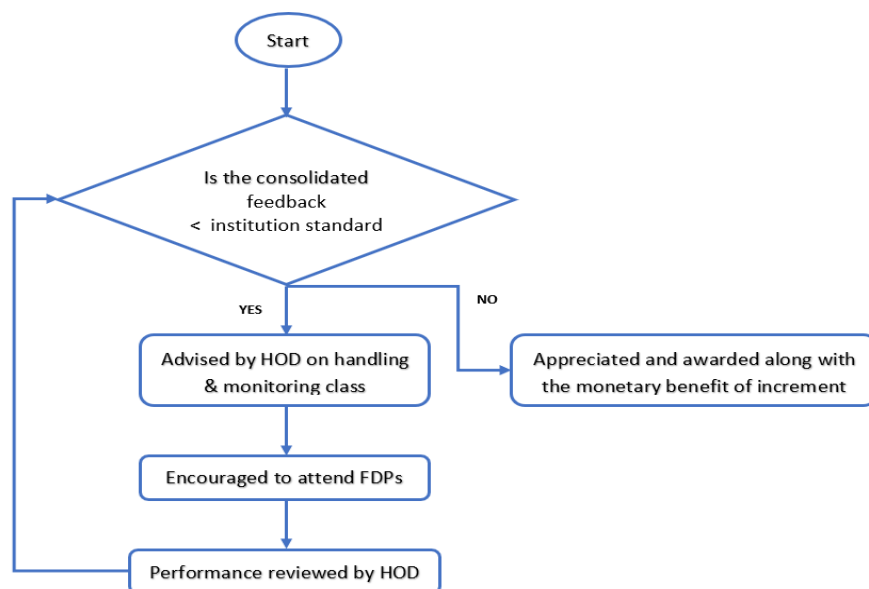 Start
Is the consolidated
feedback
< institution standard
YES
NO
Advised by HOD on handling
& monitoring class
Appreciated and awarded along with
the monetary benefit of increment
Encouraged to attend FDPs
Performance reviewed by HOD